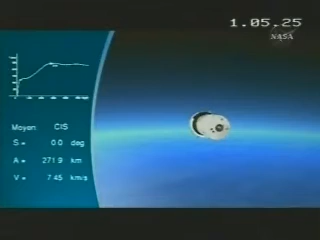 1.05.25
NASA
Moyen: CIS
S = 0.0 deg
A = 271.9 km
V = 7.45 km/s